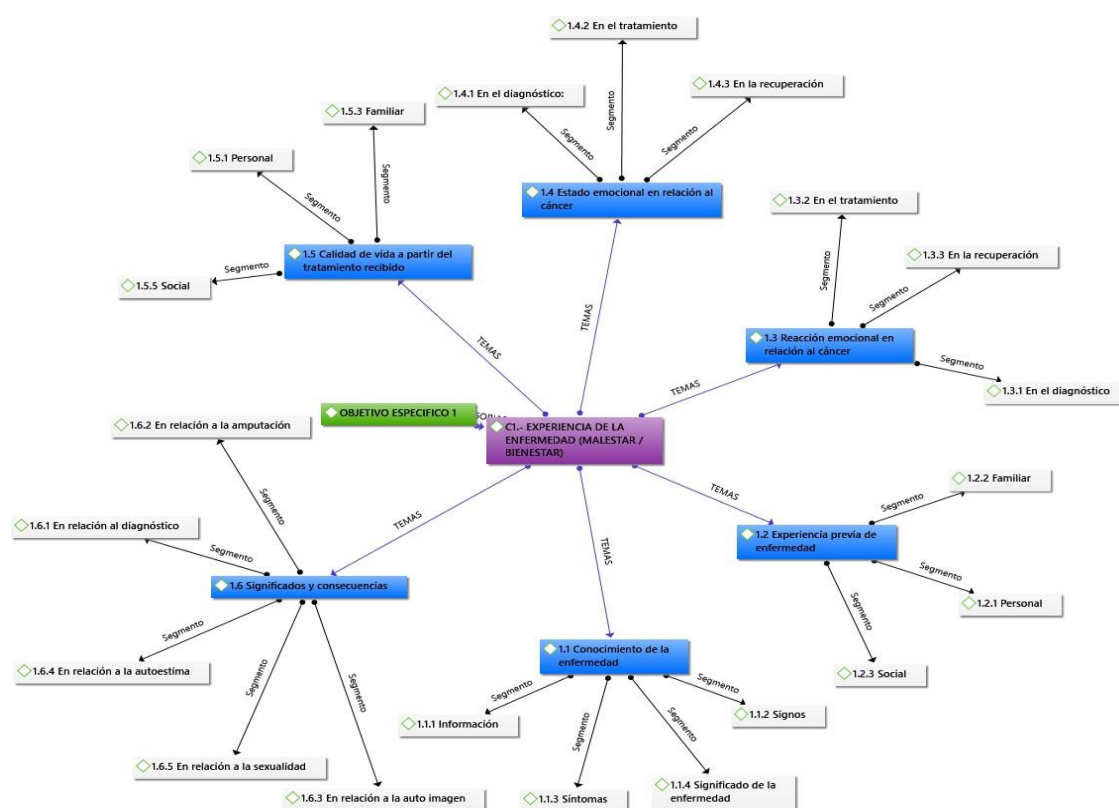 1.4.2 En el tratamiento
1.4.1 En el diagnóstico:
1.4.3 En la recuperación
Segmento
Segmento
Segmento
1.4 Estado emocional en relación al
cáncer
1.5.3 Familiar
1.5.1 Personal
Segmento
Segmento
1.5 Calidad de vida a partir del
tratamiento recibido
Segmento
1.5.5 Social
1.3.2 En el tratamiento
1.3.3 En la recuperación
Segmento
Segmento
1.3 Reacción emocional en
relación al cáncer
Segmento
1.3.1 En el diagnóstico
TEMAS
TEMAS
TEMAS
OBJETIVO ESPECIFICO 1
C1.- EXPERIENCIA DE LA
ENFERMEDAD (MALESTAR /
BIENESTAR)
TEMAS
TEMAS
TEMAS
1.6.2 En relación a la amputación
Segmento
1.6.1 En relación al diagnóstico
Segmento
1.6 Significados y consecuencias
Segmento
1.6.4 En relación a la autoestima
Segmento
Segmento
1.6.5 En relación a la sexualidad
1.6.3 En relación a la auto imagen
1.2.2 Familiar
Segmento
1.2 Experiencia previa de
enfermedad
Segmento
1.2.1 Personal
Segmento
1.2.3 Social
1.1 Conocimiento de la
enfermedad
Segmento
Segmento
Segmento
Segmento
1.1.1 Información
1.1.2 Signos
1.1.3 Síntomas
1.1.4 Significado de la
enfermedad